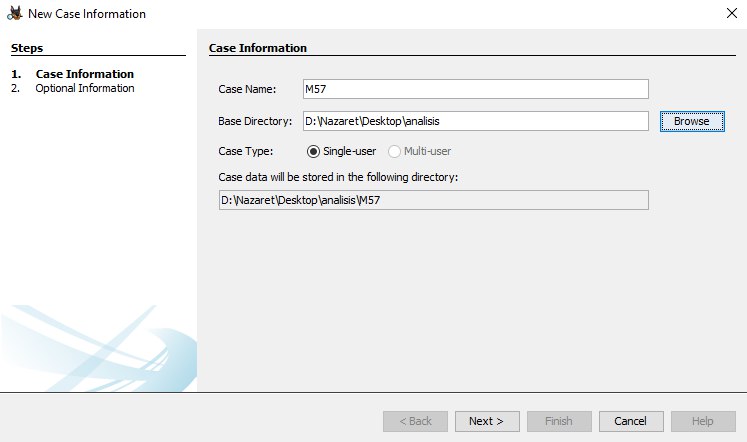 New Case Information
Steps
1. Case Information
2. Optional Information
Case Information
Case Name: M57
Base Directory: D:\Nazaret\Desktop\analisis Browse
Case Type: Single-user Multi-user
Case data will be stored in the following directory:
D:\Nazaret\Desktop\analisis\M57
< Back Next > Finish Cancel Help